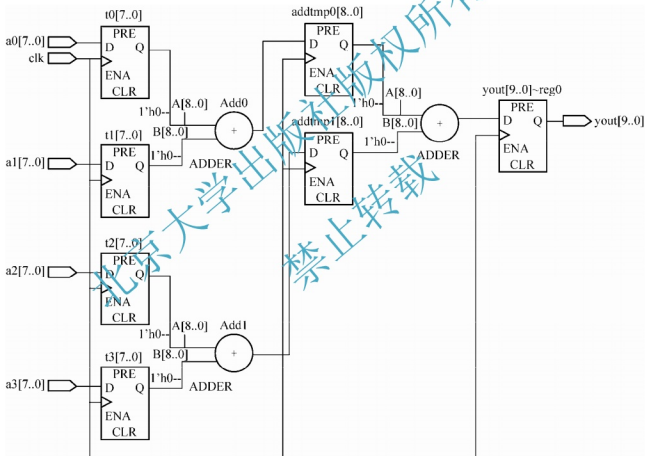 t0[7..0]
a0[7..0]
PRE
D Q
clk
ENA
CLR
1'h0--
A[8..0]
B[8..0]
1'h0--
Add0
+
ADDER
t1[7..0]
a1[7..0]
PRE
D Q
ENA
CLR
t2[7..0]
a2[7..0]
PRE
D Q
ENA
CLR
1'h0--
A[8..0]
B[8..0]
1'h0--
Add1
+
ADDER
t3[7..0]
a3[7..0]
PRE
D Q
ENA
CLR
addtmp0[8..0]
PRE
D Q
ENA
CLR
1'h0--
A[8..0]
B[8..0]
1'h0--
+
ADDER
addtmp1[8..0]
PRE
D Q
ENA
CLR
yout[9..0]~reg0
PRE
D Q
ENA
CLR
yout[9..0]
北京大学出版社版权所有
禁止转载